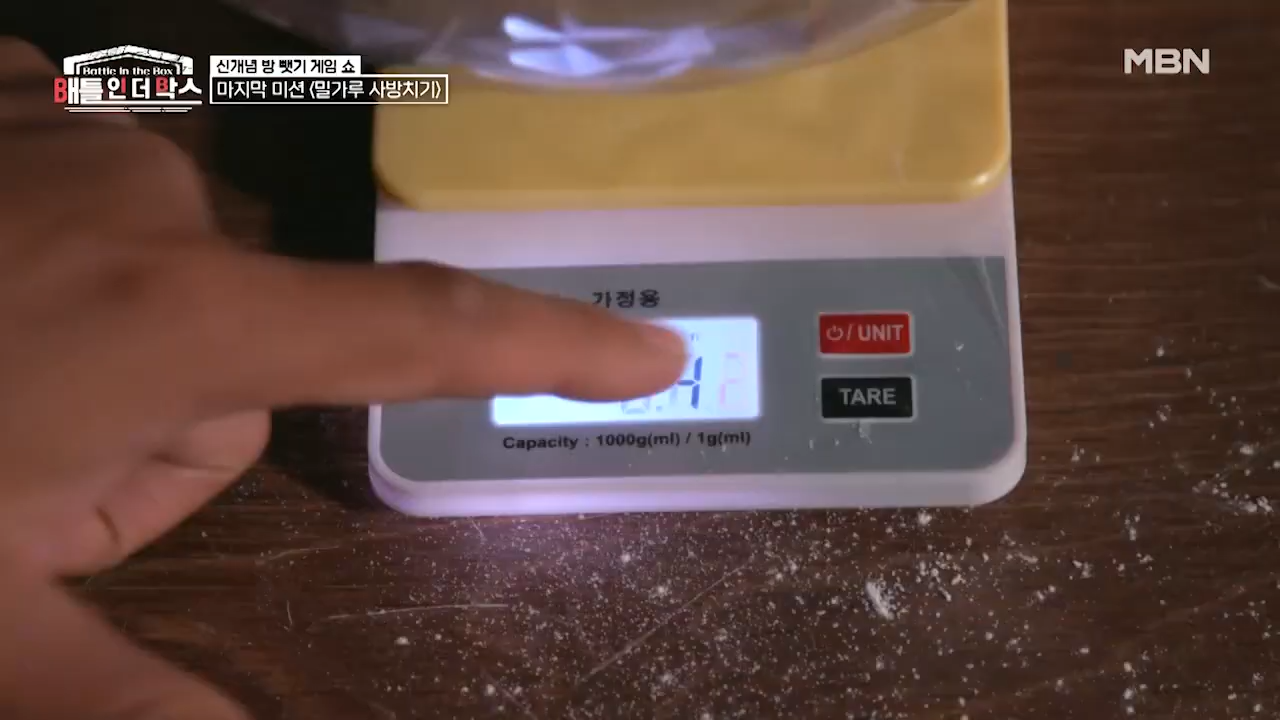 Battle in the Box
배틀인더박스
신개념 방 뺏기 게임 쇼
마지막 미션 〈밀가루 사방치기〉
MBN
가정용
/ UNIT
TARE
Capacity : 1000g(ml) / 1g(ml)